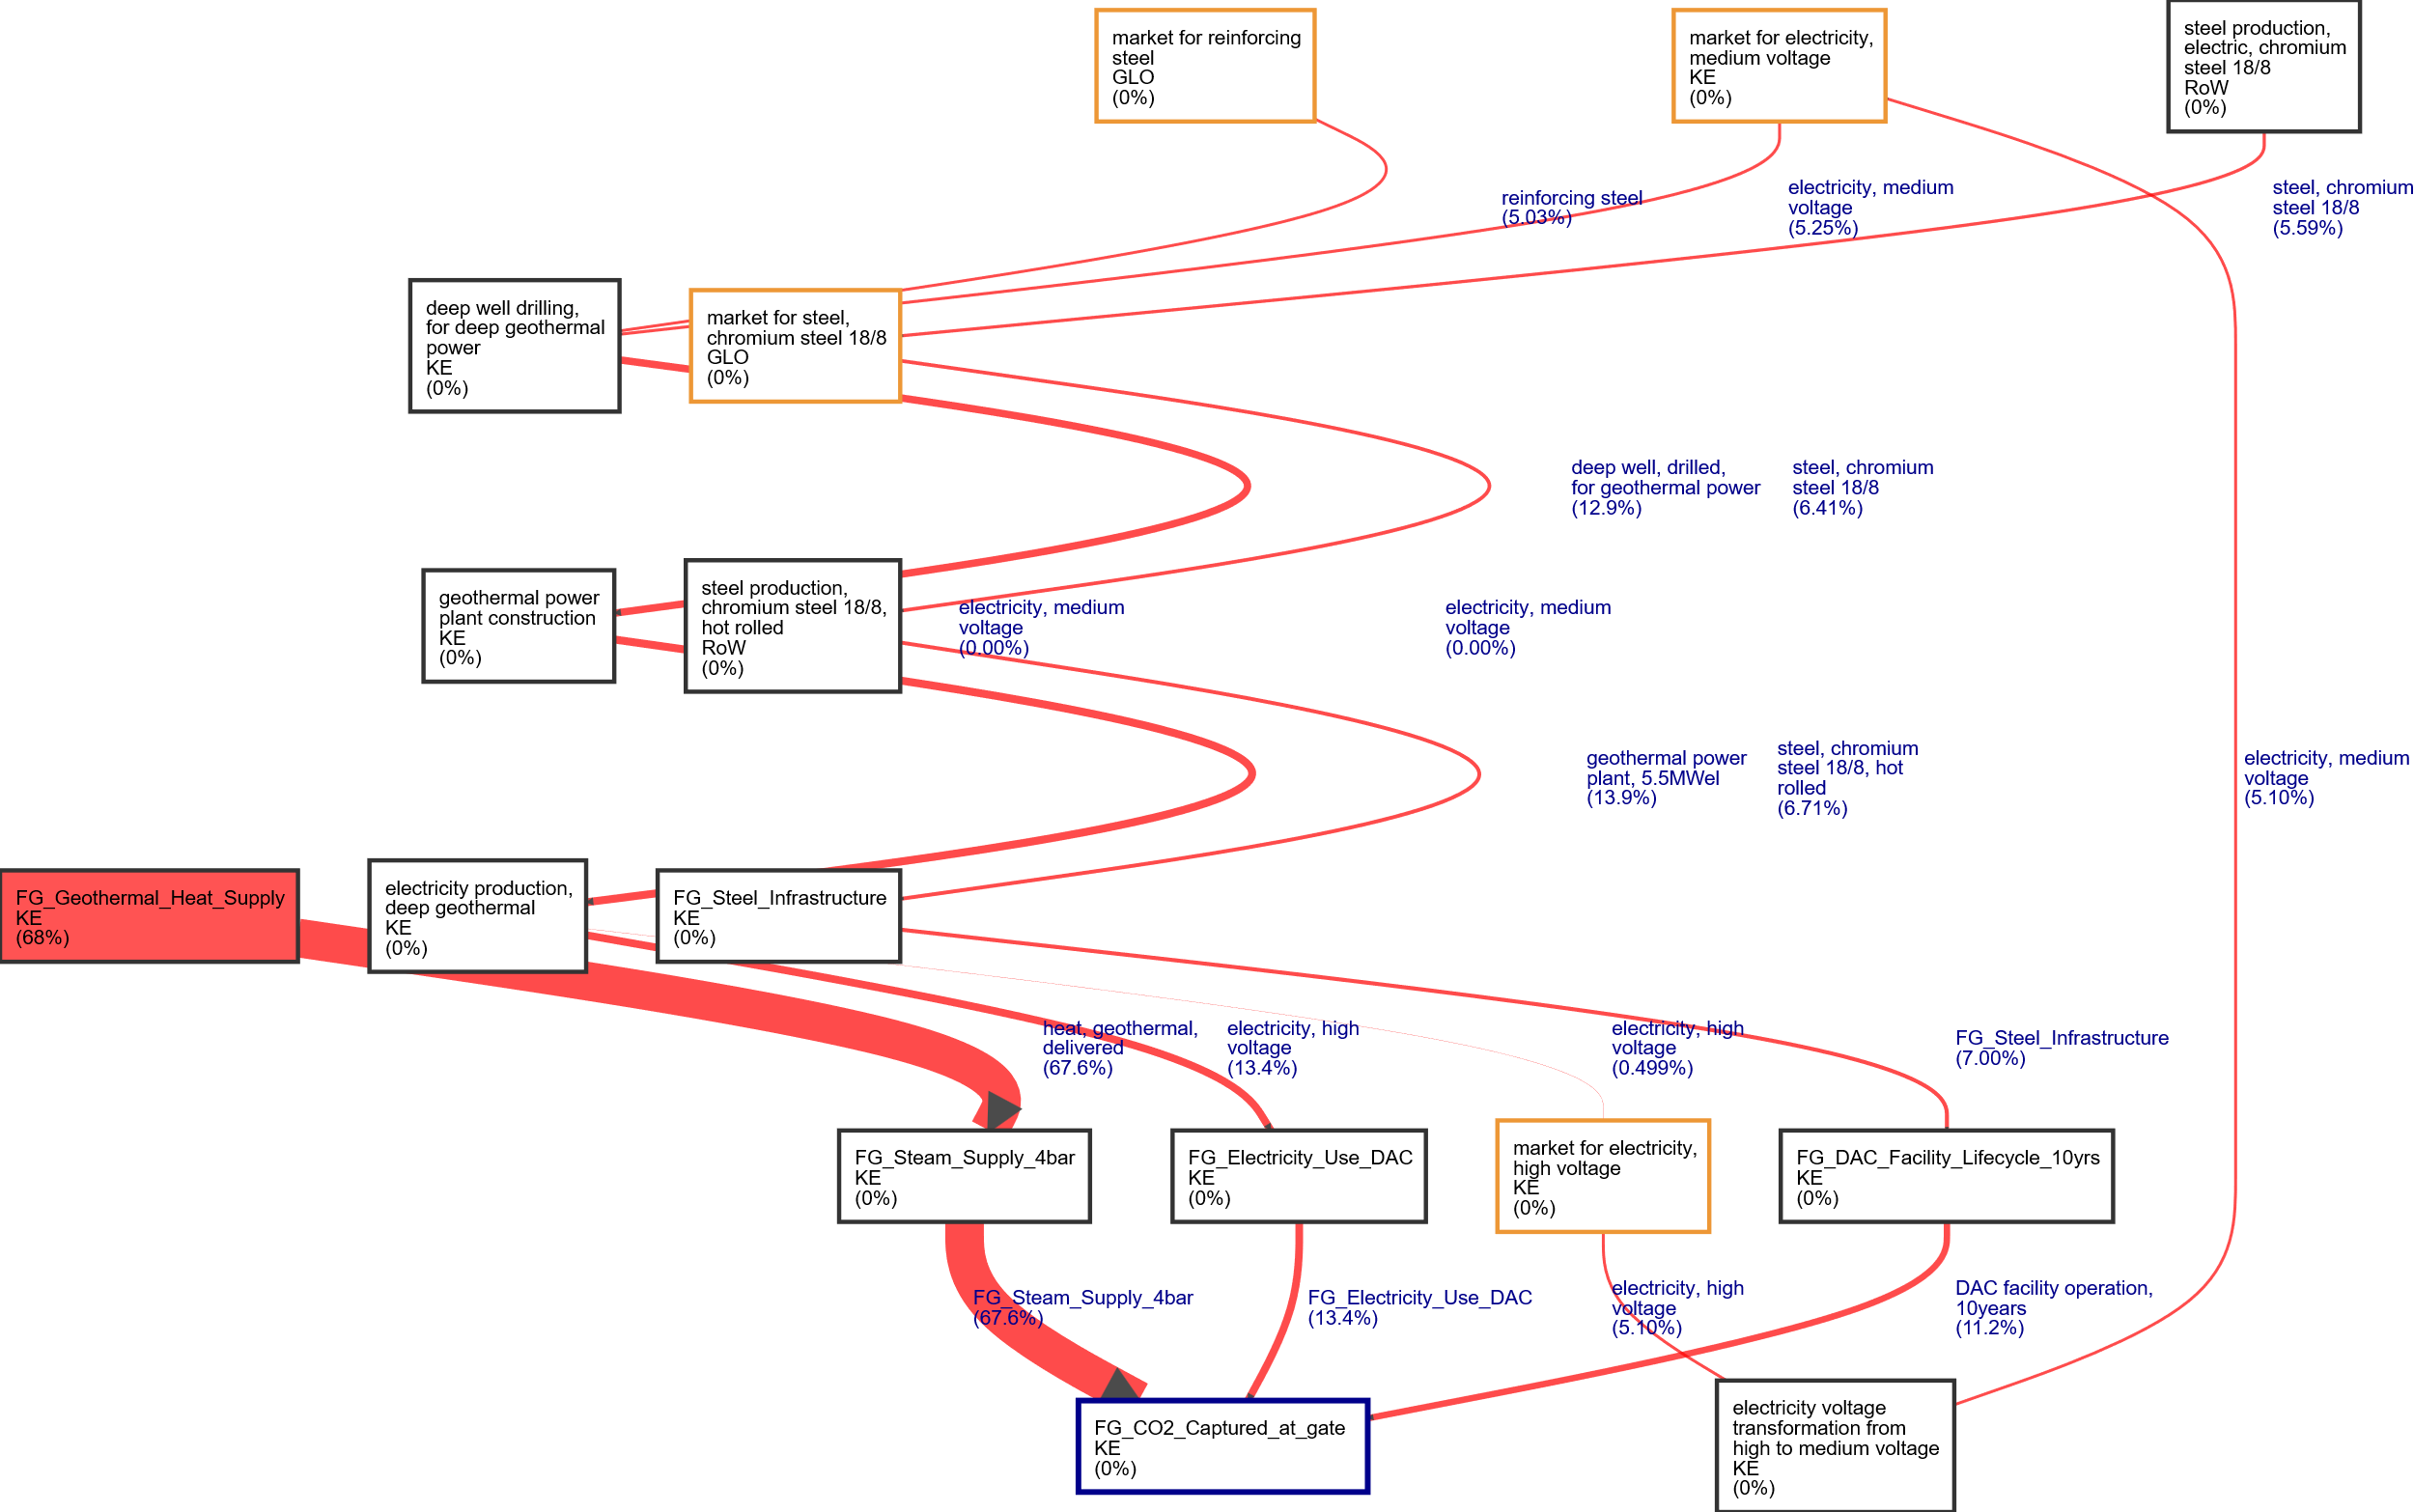 market for reinforcing
steel
GLO
(0%)
market for electricity,
medium voltage
KE
(0%)
steel production,
electric, chromium
steel 18/8
RoW
(0%)
reinforcing steel
(5.03%)
electricity, medium
voltage
(5.25%)
steel, chromium
steel 18/8
(5.59%)
deep well drilling,
for deep geothermal
power
KE
(0%)
market for steel,
chromium steel 18/8
GLO
(0%)
deep well, drilled,
for geothermal power
(12.9%)
steel, chromium
steel 18/8
(6.41%)
geothermal power
plant construction
KE
(0%)
steel production,
chromium steel 18/8,
hot rolled
RoW
(0%)
electricity, medium
voltage
(0.00%)
electricity, medium
voltage
(0.00%)
geothermal power
plant, 5.5MWel
(13.9%)
steel, chromium
steel 18/8, hot
rolled
(6.71%)
electricity, medium
voltage
(5.10%)
FG_Geothermal_Heat_Supply
KE
(68%)
electricity production,
deep geothermal
KE
(0%)
FG_Steel_Infrastructure
KE
(0%)
heat, geothermal,
delivered
(67.6%)
electricity, high
voltage
(13.4%)
electricity, high
voltage
(0.499%)
FG_Steel_Infrastructure
(7.00%)
FG_Steam_Supply_4bar
KE
(0%)
FG_Electricity_Use_DAC
KE
(0%)
market for electricity,
high voltage
KE
(0%)
FG_DAC_Facility_Lifecycle_10yrs
KE
(0%)
FG_Steam_Supply_4bar
(67.6%)
FG_Electricity_Use_DAC
(13.4%)
electricity, high
voltage
(5.10%)
DAC facility operation,
10years
(11.2%)
FG_CO2_Captured_at_gate
KE
(0%)
electricity voltage
transformation from
high to medium voltage
KE
(0%)